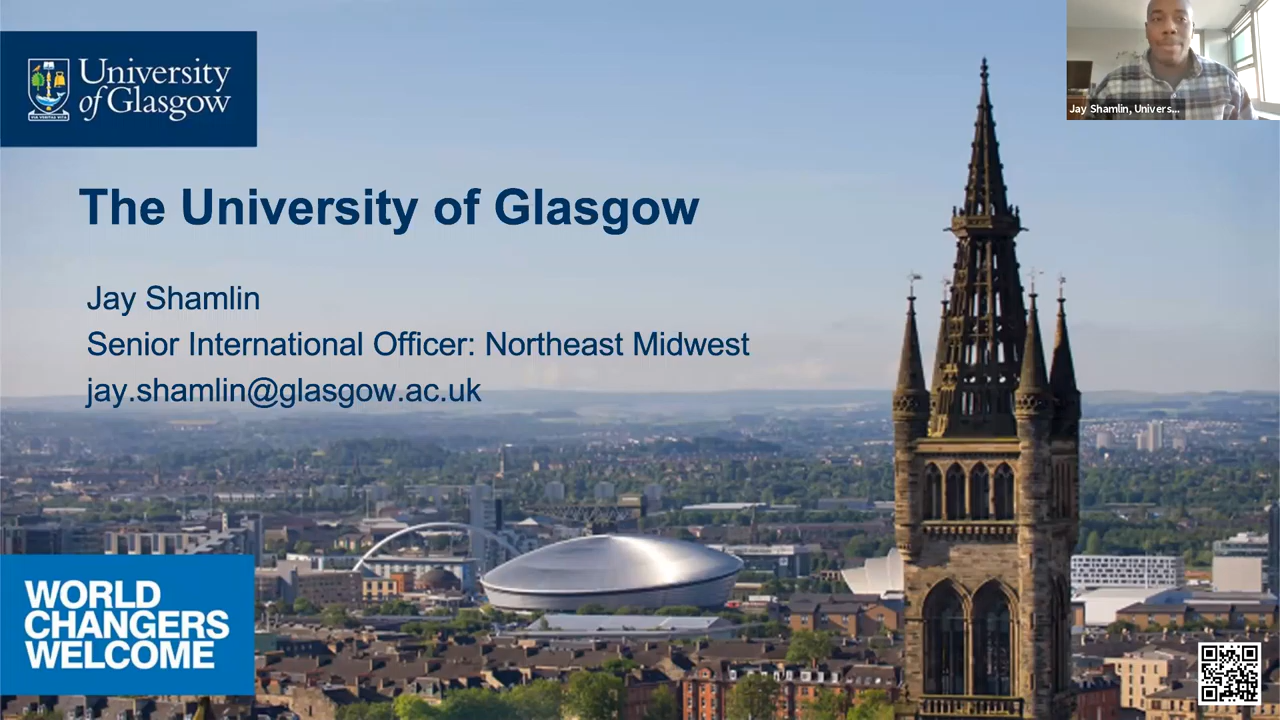 University
of Glasgow
Jay Shamlin, Univers...
The University of Glasgow
Jay Shamlin
Senior International Officer: Northeast Midwest
jay.shamlin@glasgow.ac.uk
WORLD
CHANGERS
WELCOME